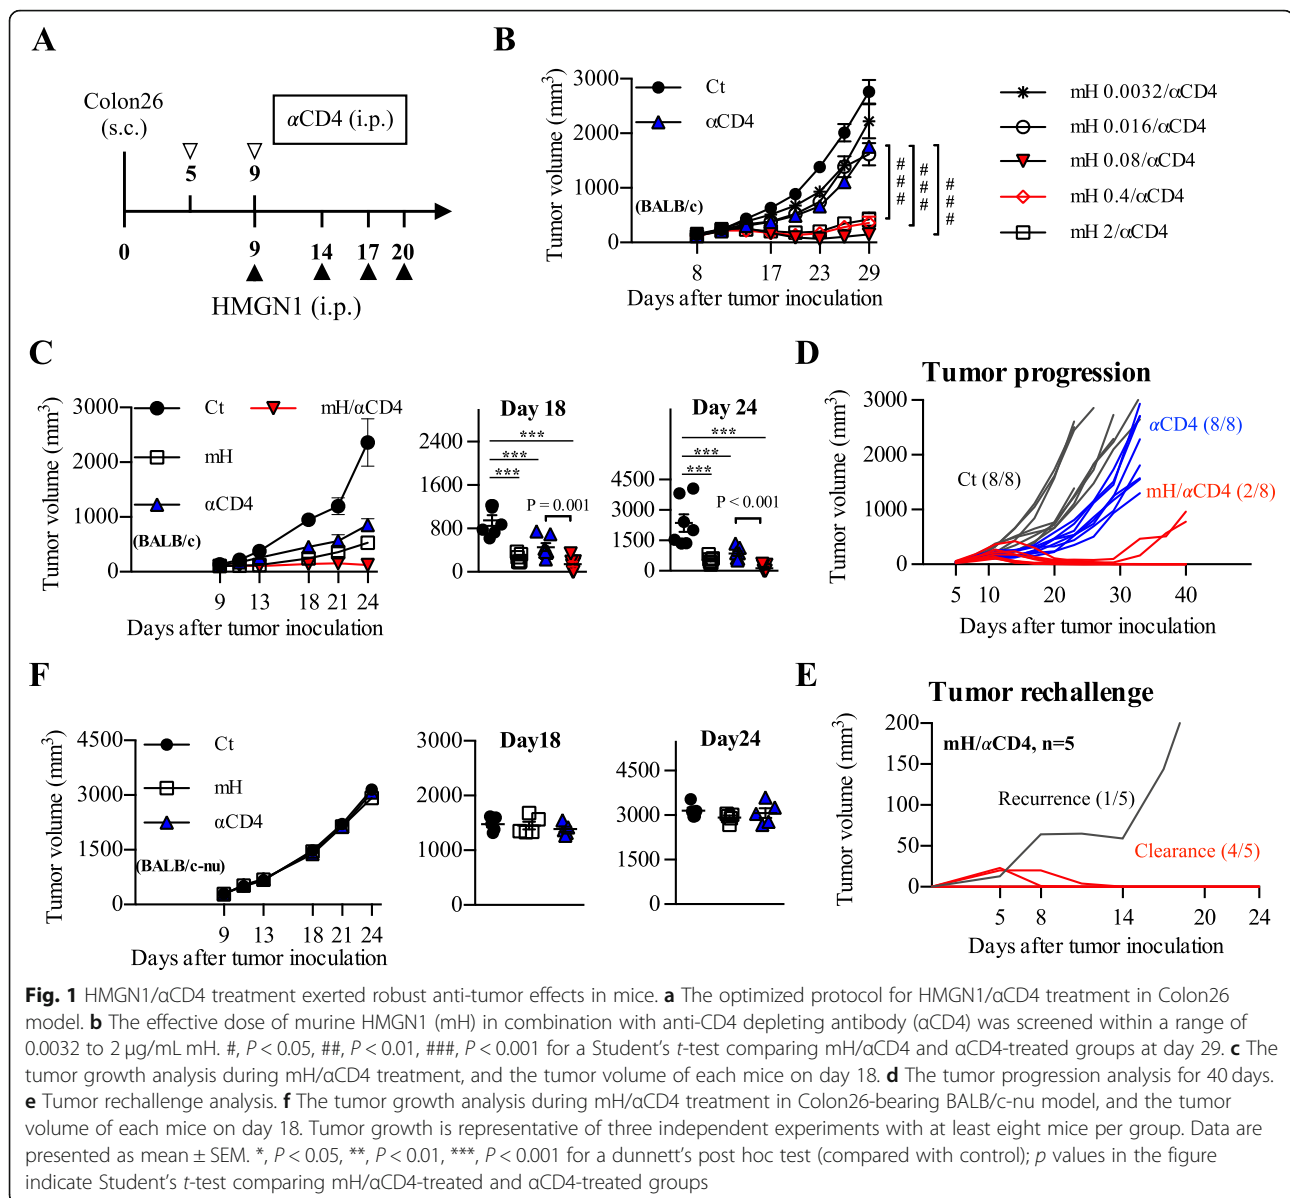 A
Colon26
(s.c.)
αCD4 (i.p.)
5 9
0 9 14 17 20
HMGN1 (i.p.)
B
Tumor volume (mm³)
3000
2000
1000
0
Ct
αCD4
(BALB/c)
# # #
# # #
# # #
8 17 23 29
Days after tumor inoculation
mH 0.0032/αCD4
mH 0.016/αCD4
mH 0.08/αCD4
mH 0.4/αCD4
mH 2/αCD4
C
Tumor volume (mm³)
3000
2000
1000
0
Ct
mH/αCD4
mH
αCD4
(BALB/c)
9 13 18 21 24
Days after tumor inoculation
Day 18
2400
1600
800
0
***
***
***
P = 0.001
Day 24
4500
3000
1500
0
***
***
***
P < 0.001
D
Tumor progression
Tumor volume (mm³)
3000
2000
1000
0
Ct (8/8)
αCD4 (8/8)
mH/αCD4 (2/8)
5 10 20 30 40
Days after tumor inoculation
F
Tumor volume (mm³)
4500
3000
1500
0
Ct
mH
αCD4
(BALB/c-nu)
9 13 18 21 24
Days after tumor inoculation
Day18
3000
2000
1000
0
Day24
4500
3000
1500
0
E
Tumor rechallenge
Tumor volume (mm³)
200
150
100
50
0
mH/αCD4, n=5
Recurrence (1/5)
Clearance (4/5)
5 8 14 20 24
Days after tumor inoculation
Fig. 1 HMGN1/αCD4 treatment exerted robust anti-tumor effects in mice. a The optimized protocol for HMGN1/αCD4 treatment in Colon26
model. b The effective dose of murine HMGN1 (mH) in combination with anti-CD4 depleting antibody (αCD4) was screened within a range of
0.0032 to 2 μg/mL mH. #, P < 0.05, ##, P < 0.01, ###, P < 0.001 for a Student's t-test comparing mH/αCD4 and αCD4-treated groups at day 29. c The
tumor growth analysis during mH/αCD4 treatment, and the tumor volume of each mice on day 18. d The tumor progression analysis for 40 days.
e Tumor rechallenge analysis. f The tumor growth analysis during mH/αCD4 treatment in Colon26-bearing BALB/c-nu model, and the tumor
volume of each mice on day 18. Tumor growth is representative of three independent experiments with at least eight mice per group. Data are
presented as mean ± SEM. *, P < 0.05, **, P < 0.01, ***, P < 0.001 for a dunnett's post hoc test (compared with control); p values in the figure
indicate Student's t-test comparing mH/αCD4-treated and αCD4-treated groups